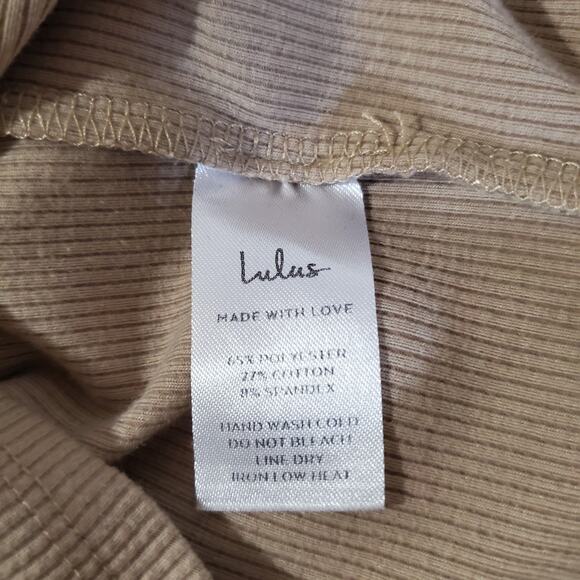 Lulus
MADE WITH LOVE
65% POLYESTER
27% COTTON
8% SPANDEX
HAND WASH COLD
DO NOT BLEACH
LINE DRY
IRON LOW HEAT